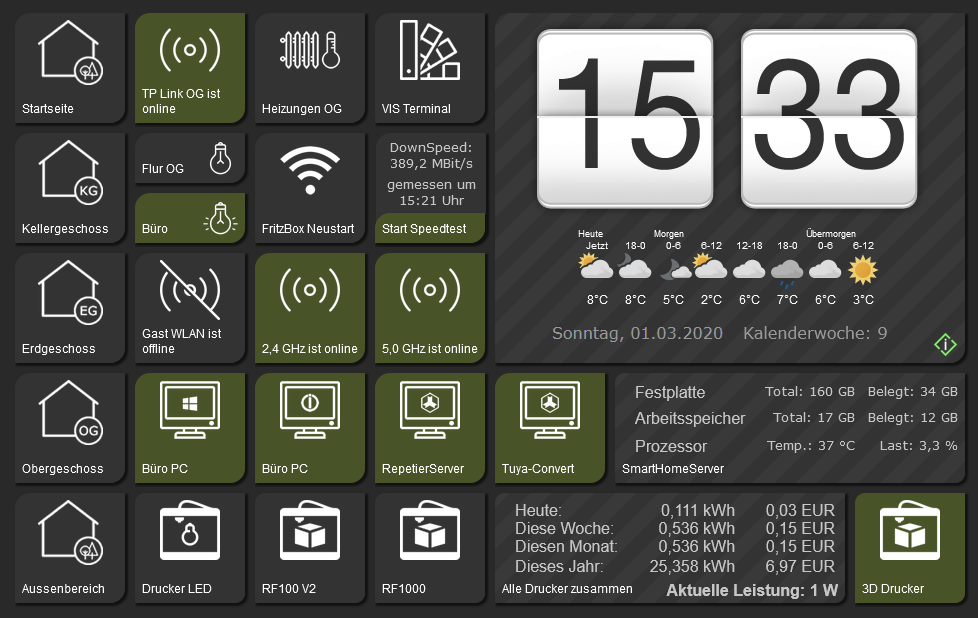 Startseite
TP Link OG ist
online
Heizungen OG
VIS Terminal
15 33
Kellergeschoss
KG
Flur OG
Büro
FritzBox Neustart
DownSpeed:
389,2 MBit/s
gemessen um
15:21 Uhr
Start Speedtest
Heute Morgen Übermorgen
Jetzt 18-0 0-6 6-12 12-18 18-0 0-6 6-12
8°C 8°C 5°C 2°C 6°C 7°C 6°C 3°C
Sonntag, 01.03.2020 Kalenderwoche: 9
i
EG
Erdgeschoss
Gast WLAN ist
offline
2,4 GHz ist online
5,0 GHz ist online
OG
Obergeschoss
Büro PC
Büro PC
RepetierServer
Tuya-Convert
Festplatte Total: 160 GB Belegt: 34 GB
Arbeitsspeicher Total: 17 GB Belegt: 12 GB
Prozessor Temp.: 37 °C Last: 3,3 %
SmartHomeServer
Aussenbereich
Drucker LED
RF100 V2
RF1000
Heute: 0,111 kWh 0,03 EUR
Diese Woche: 0,536 kWh 0,15 EUR
Diesen Monat: 0,536 kWh 0,15 EUR
Dieses Jahr: 25,358 kWh 6,97 EUR
Alle Drucker zusammen Aktuelle Leistung: 1 W
3D Drucker